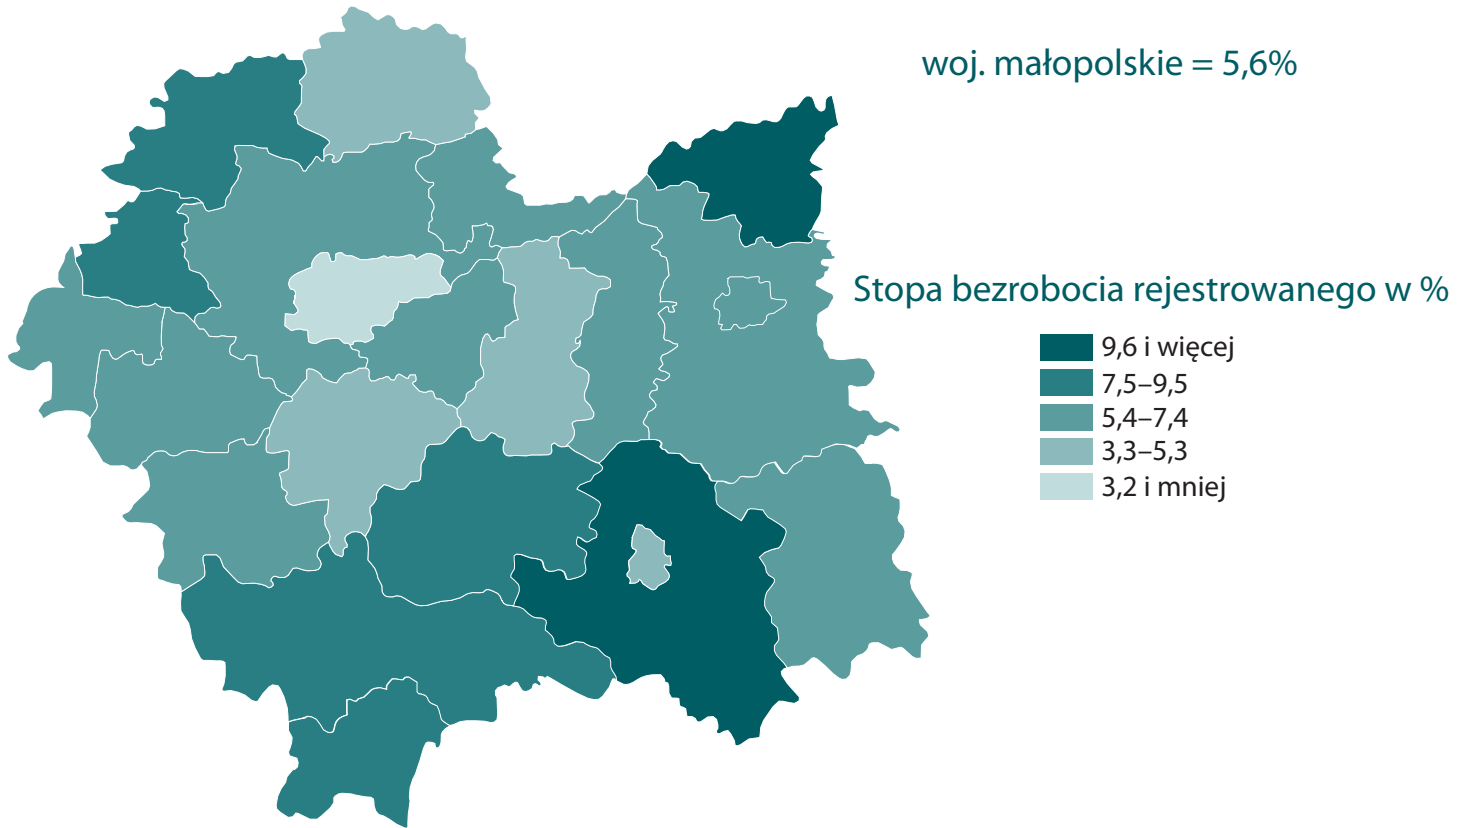 woj. małopolskie = 5,6%
Stopa bezrobocia rejestrowanego w %
9,6 i więcej
7,5–9,5
5,4–7,4
3,3–5,3
3,2 i mniej